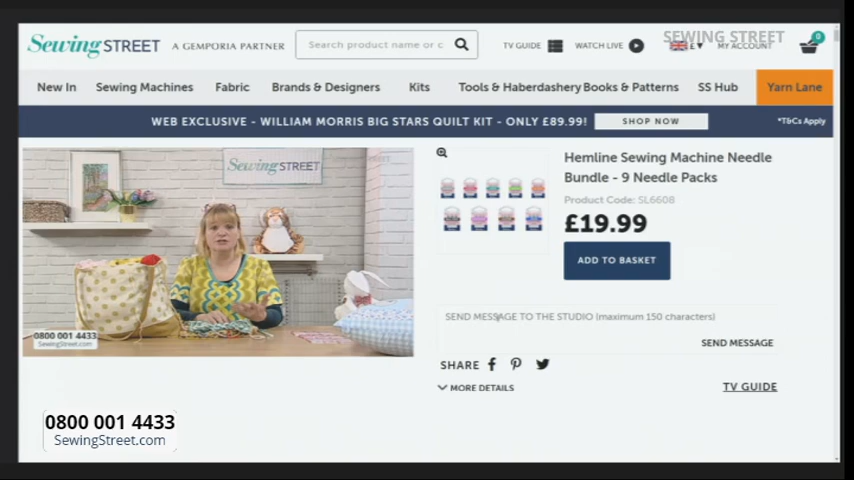 Sewing STREET
A GEMPORIA PARTNER
Search product name or c
TV GUIDE
WATCH LIVE
£
MY ACCOUNT
0
SEWING STREET
New In
Sewing Machines
Fabric
Brands & Designers
Kits
Tools & Haberdashery
Books & Patterns
SS Hub
Yarn Lane
WEB EXCLUSIVE - WILLIAM MORRIS BIG STARS QUILT KIT - ONLY £89.99!
SHOP NOW
*T&Cs Apply
Sewing STREET
0800 001 4433
SewingStreet.com
Hemline Sewing Machine Needle
Bundle - 9 Needle Packs
Product Code: SL6608
£19.99
ADD TO BASKET
SEND MESSAGE TO THE STUDIO (maximum 150 characters)
SEND MESSAGE
SHARE
MORE DETAILS
TV GUIDE
0800 001 4433
SewingStreet.com